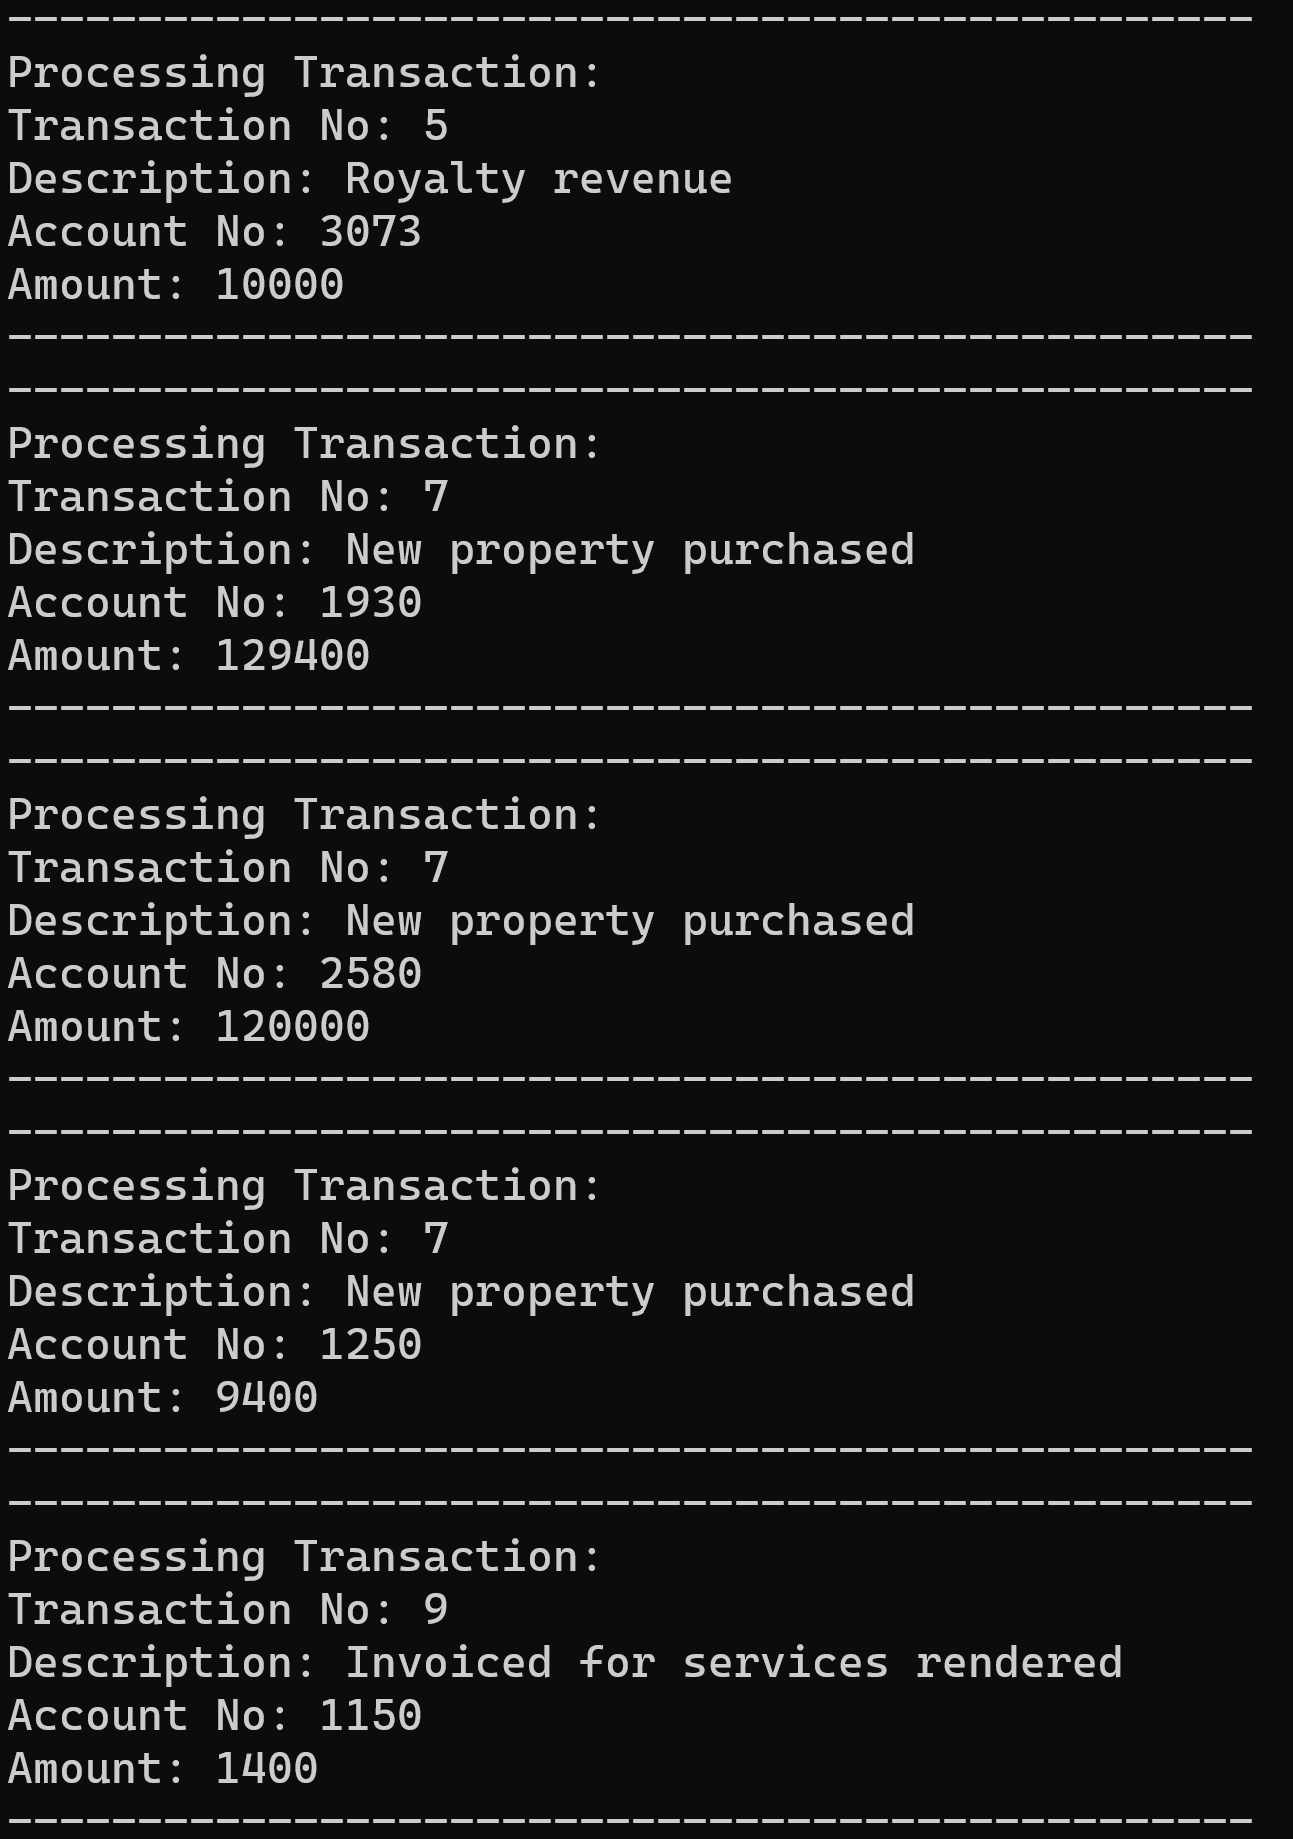 ------------------------------------------------
Processing Transaction:
Transaction No: 5
Description: Royalty revenue
Account No: 3073
Amount: 10000
------------------------------------------------
------------------------------------------------
Processing Transaction:
Transaction No: 7
Description: New property purchased
Account No: 1930
Amount: 129400
------------------------------------------------
------------------------------------------------
Processing Transaction:
Transaction No: 7
Description: New property purchased
Account No: 2580
Amount: 120000
------------------------------------------------
------------------------------------------------
Processing Transaction:
Transaction No: 7
Description: New property purchased
Account No: 1250
Amount: 9400
------------------------------------------------
------------------------------------------------
Processing Transaction:
Transaction No: 9
Description: Invoiced for services rendered
Account No: 1150
Amount: 1400
------------------------------------------------